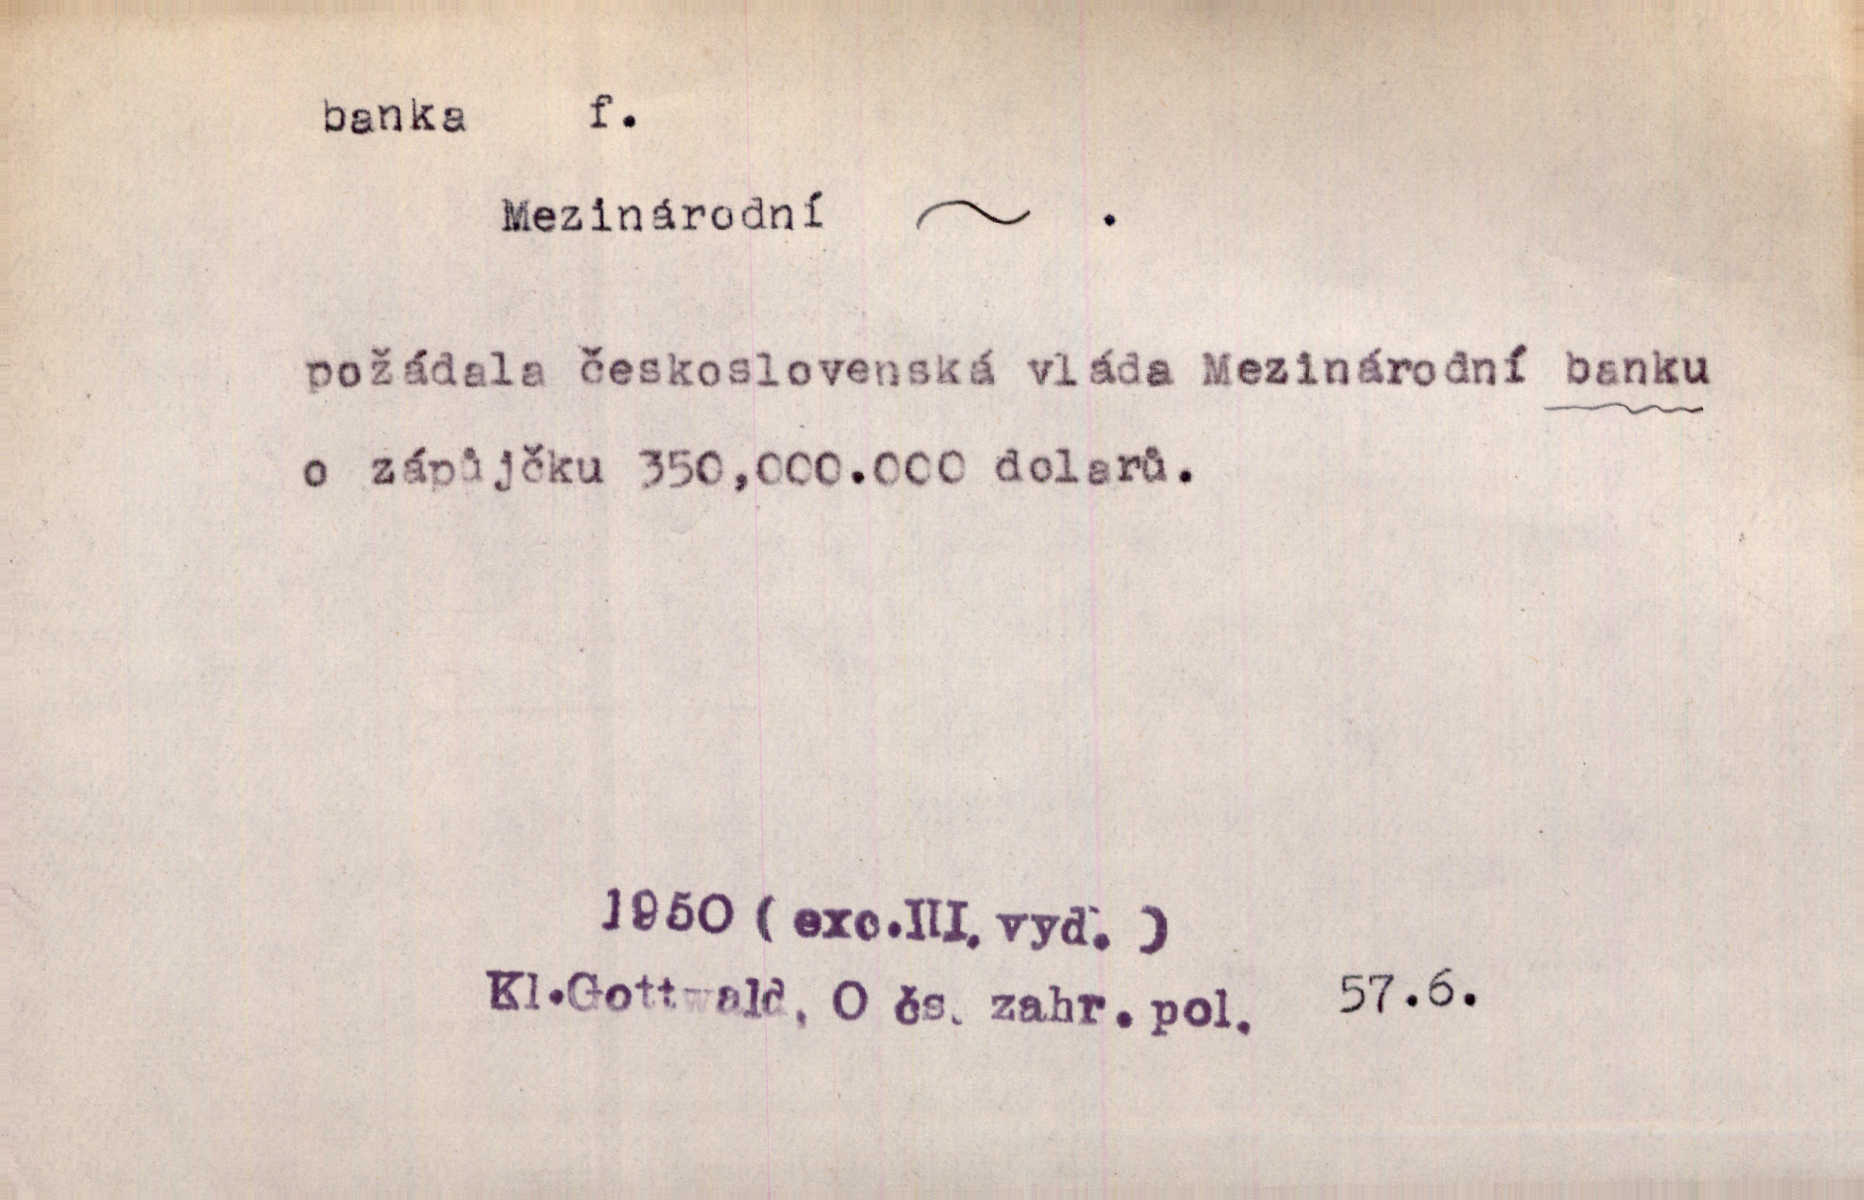 banka f.
Mezinárodní ~ .
požádala československá vláda Mezinárodní banku
o zápůjčku 350,000.000 dolarů.
1950 ( exc.III. vyd. )
Kl.Gottwald, O čs. zahr. pol. 57.6.